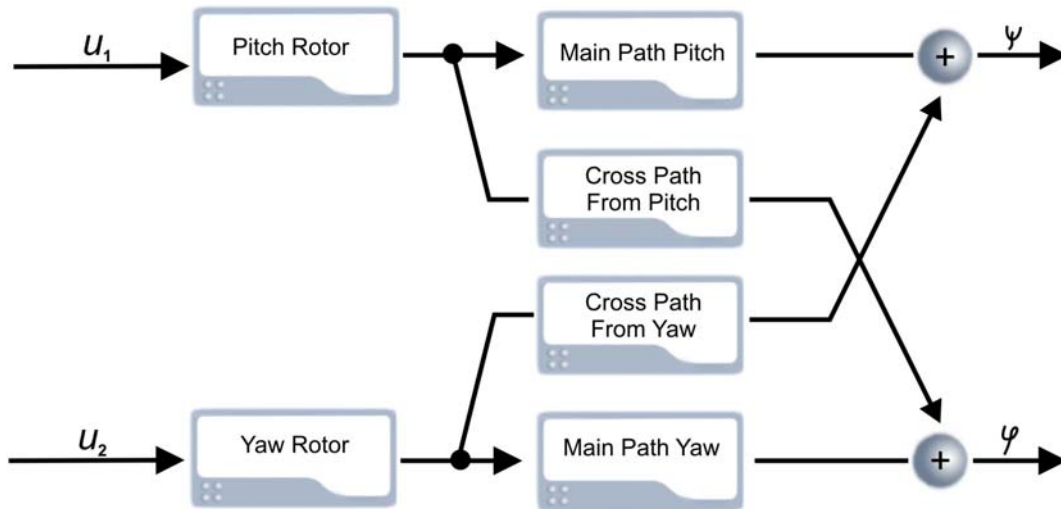 u₁
Pitch Rotor
Main Path Pitch
+
ψ
Cross Path
From Pitch
Cross Path
From Yaw
u₂
Yaw Rotor
Main Path Yaw
+
φ